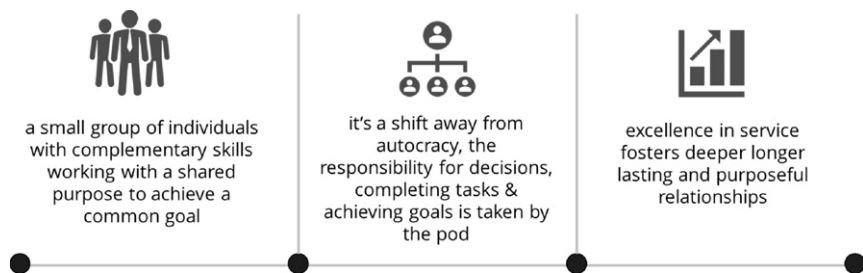 a small group of individuals
with complementary skills
working with a shared
purpose to achieve a
common goal
it's a shift away from
autocracy, the
responsibility for decisions,
completing tasks &
achieving goals is taken by
the pod
excellence in service
fosters deeper longer
lasting and purposeful
relationships